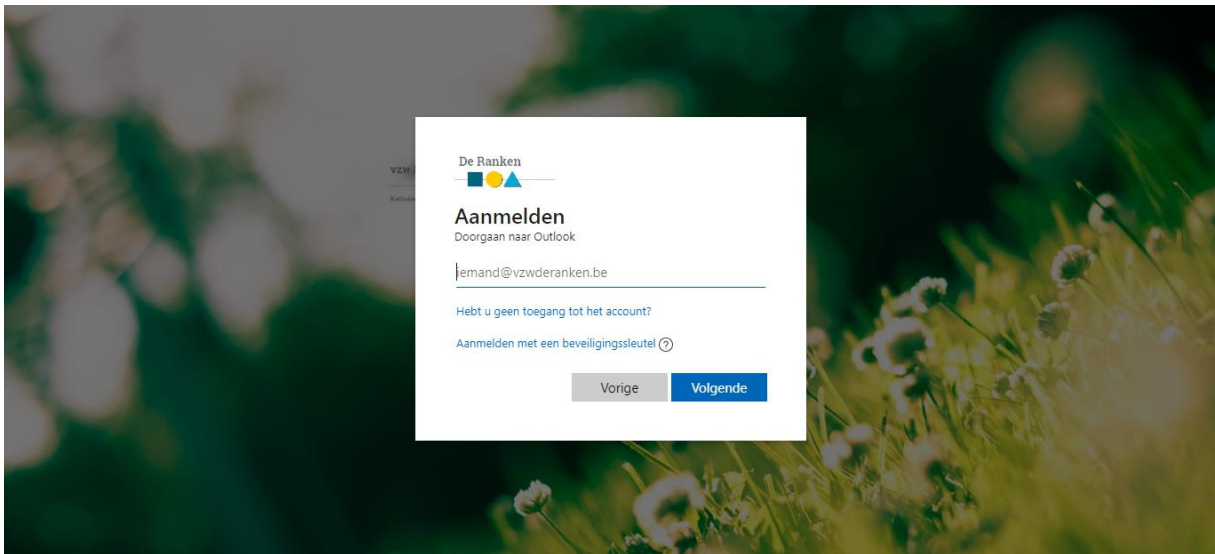 vzw
De Ranken
Aanmelden
Doorgaan naar Outlook
iemand@vzwderanken.be
Hebt u geen toegang tot het account?
Aanmelden met een beveiligingssleutel ?
Vorige
Volgende